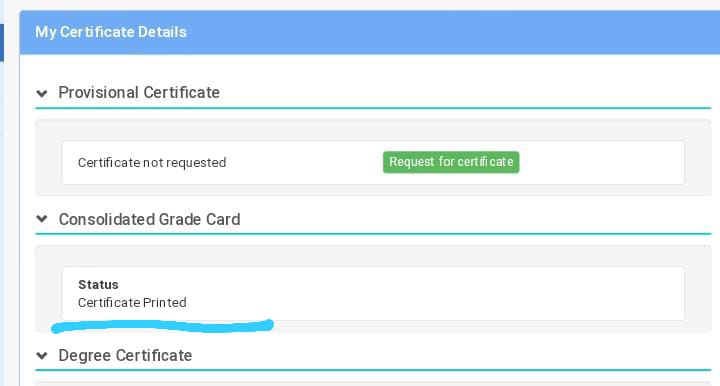 My Certificate Details
Provisional Certificate
Certificate not requested Request for certificate
Consolidated Grade Card
Status
Certificate Printed
Degree Certificate